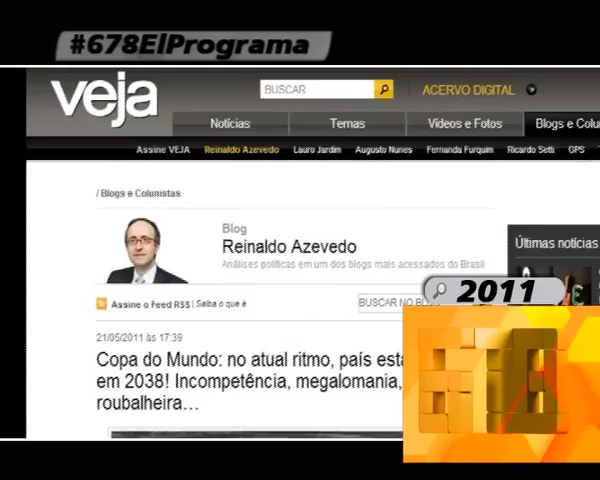 #678ElPrograma
veja
BUSCAR
ACERVO DIGITAL
Notícias Temas Vídeos e Fotos Blogs e Colu
Assine VEJA Reinaldo Azevedo Lauro Jardim Augusto Nunes Fernanda Furquim Ricardo Setti GPS
/ Blogs e Colunistas
Blog
Reinaldo Azevedo
Análises políticas em um dos blogs mais acessados do Brasil
Últimas notícias
Assine o Feed RSS | Saiba o que é
BUSCAR NO BLO
2011
21/05/2011 às 17:39
Copa do Mundo: no atual ritmo, país esta
em 2038! Incompetência, megalomania,
roubalheira…